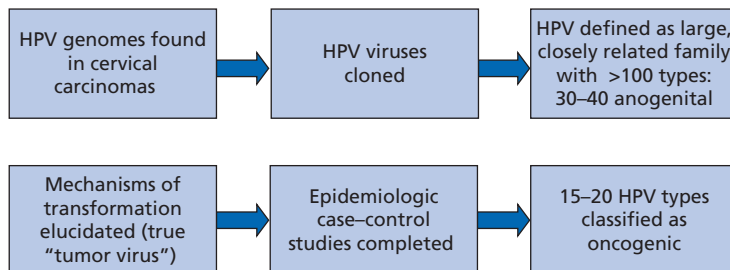 HPV genomes found
in cervical
carcinomas
HPV viruses
cloned
HPV defined as large,
closely related family
with >100 types:
30–40 anogenital
Mechanisms of
transformation
elucidated (true
“tumor virus”)
Epidemiologic
case–control
studies completed
15–20 HPV types
classified as
oncogenic